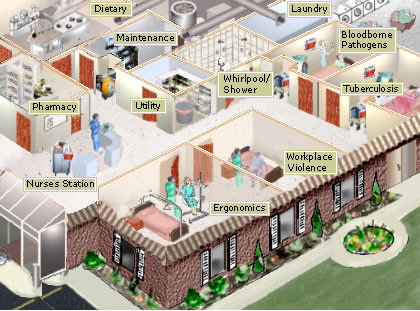 Dietary
Laundry
Maintenance
Bloodborne
Pathogens
Whirlpool/
Shower
Tuberculosis
Pharmacy
Utility
Workplace
Violence
Nurses Station
Ergonomics